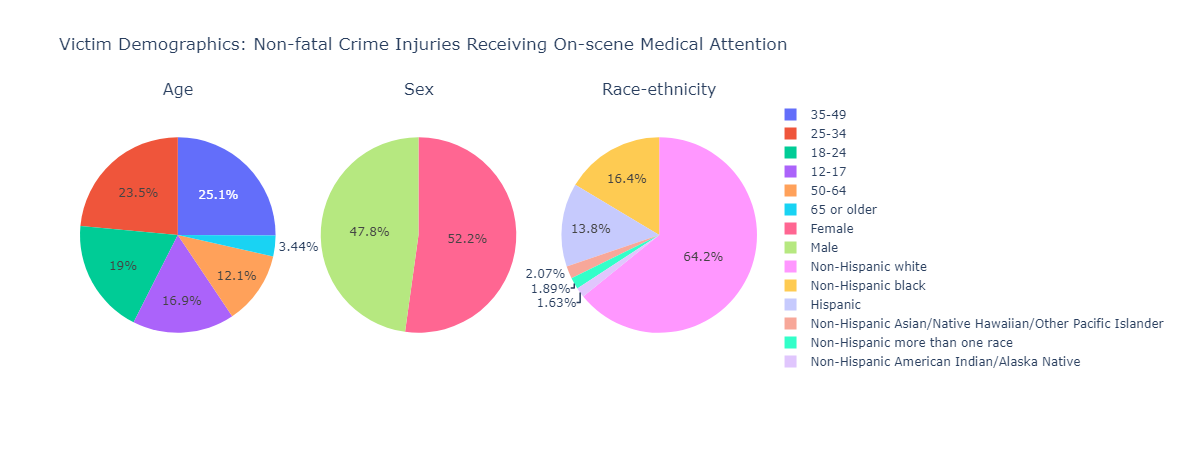 Victim Demographics: Non-fatal Crime Injuries Receiving On-scene Medical Attention
Age
Sex
Race-ethnicity
25.1%
23.5%
19%
16.9%
12.1%
3.44%
47.8%
52.2%
16.4%
13.8%
64.2%
2.07%
1.89%
1.63%
35-49
25-34
18-24
12-17
50-64
65 or older
Female
Male
Non-Hispanic white
Non-Hispanic black
Hispanic
Non-Hispanic Asian/Native Hawaiian/Other Pacific Islander
Non-Hispanic more than one race
Non-Hispanic American Indian/Alaska Native